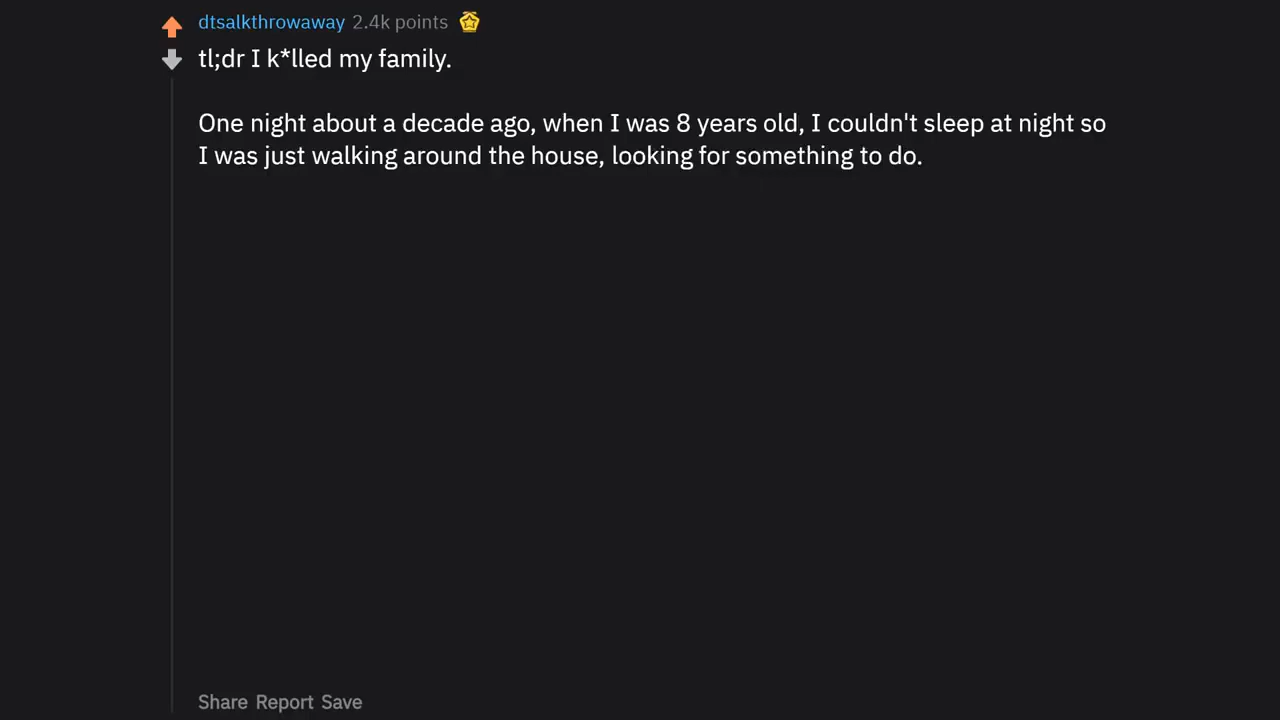 dtsalkthrowaway 2.4k points
tl;dr I k*lled my family.
One night about a decade ago, when I was 8 years old, I couldn't sleep at night so
I was just walking around the house, looking for something to do.
Share Report Save